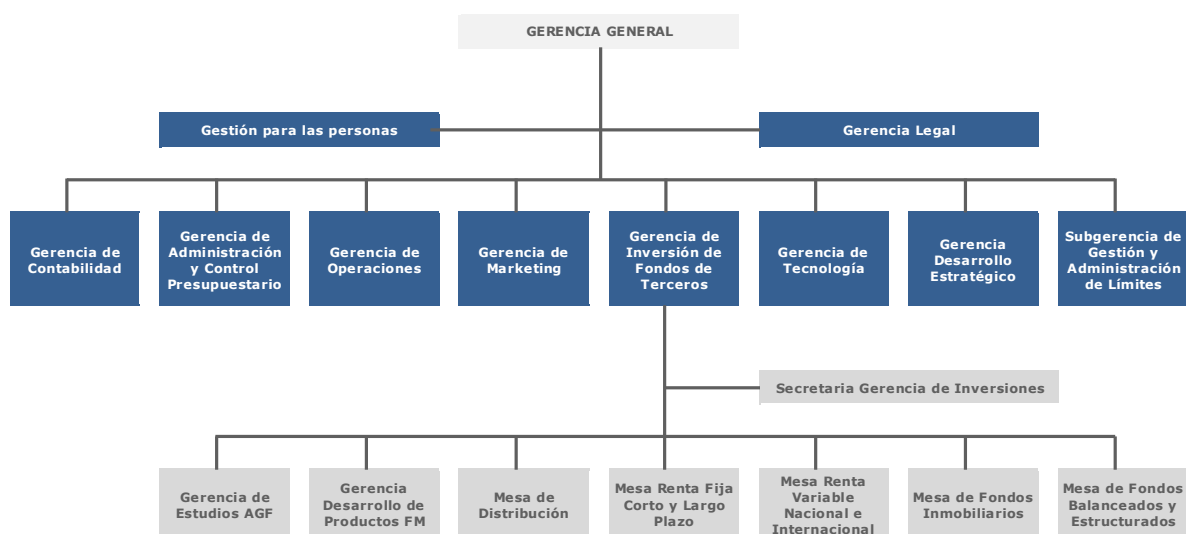 GERENCIA GENERAL
Gestión para las personas
Gerencia Legal
Gerencia de
Contabilidad
Gerencia de
Administración
y Control
Presupuestario
Gerencia de
Operaciones
Gerencia de
Marketing
Gerencia de
Inversión de
Fondos de
Terceros
Gerencia de
Tecnología
Gerencia
Desarrollo
Estratégico
Subgerencia de
Gestión y
Administración
de Límites
Secretaria Gerencia de Inversiones
Gerencia de
Estudios AGF
Gerencia
Desarrollo de
Productos FM
Mesa de
Distribución
Mesa Renta Fija
Corto y Largo
Plazo
Mesa Renta
Variable
Nacional e
Internacional
Mesa de Fondos
Inmobiliarios
Mesa de Fondos
Balanceados y
Estructurados